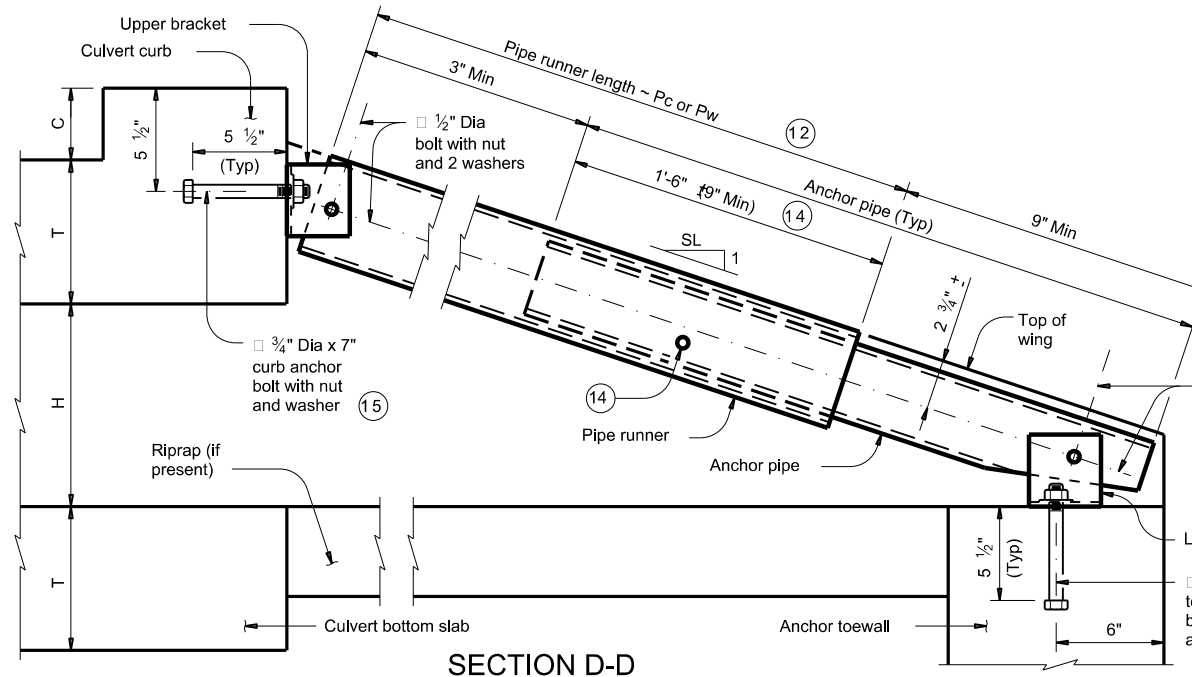 Upper bracket
Culvert curb
Pipe runner length ~ Pc or Pw
3" Min
12
C
5 ½"
5 ½"
(Typ)
½" Dia
bolt with nut
and 2 washers
1'-6" ± (9" Min)
14
Anchor pipe (Typ)
9" Min
SL
1
2 ¾" ±
Top of
wing
T
¾" Dia x 7"
curb anchor
bolt with nut
and washer
15
H
14
Pipe runner
Anchor pipe
Riprap (if
present)
T
Culvert bottom slab
Anchor toewall
5 ½"
(Typ)
6"
SECTION D-D